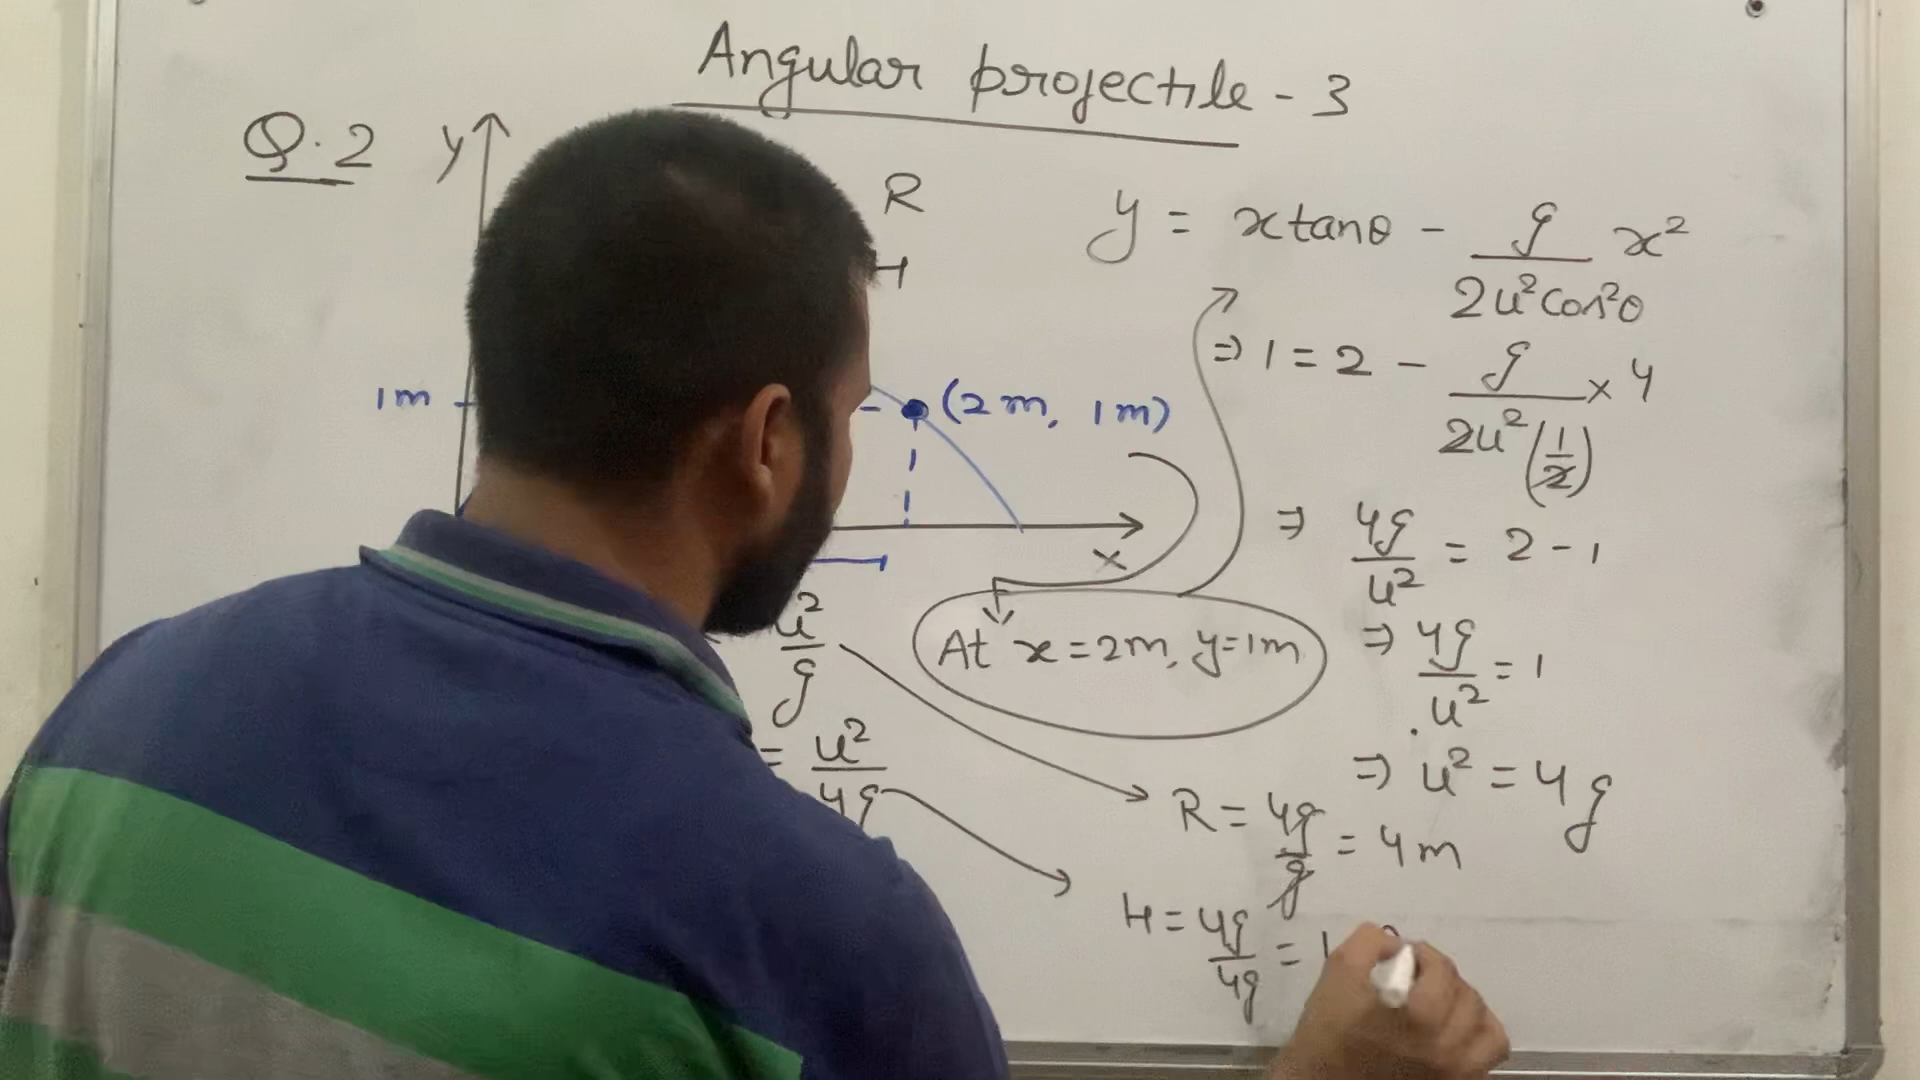 Angular projectile - 3
Q.2
y
R
y = x tanθ - g/(2u²cos²θ) x²
⇒ 1 = 2 - g/(2u²(1/2)) × 4
1m
(2m, 1m)
⇒ 4g/u² = 2 - 1
x
u²/g
At x = 2m, y = 1m
⇒ 4g/u² = 1
= u²/4g
⇒ u² = 4g
R = 4g/g = 4m
H = 4g/4g = 1